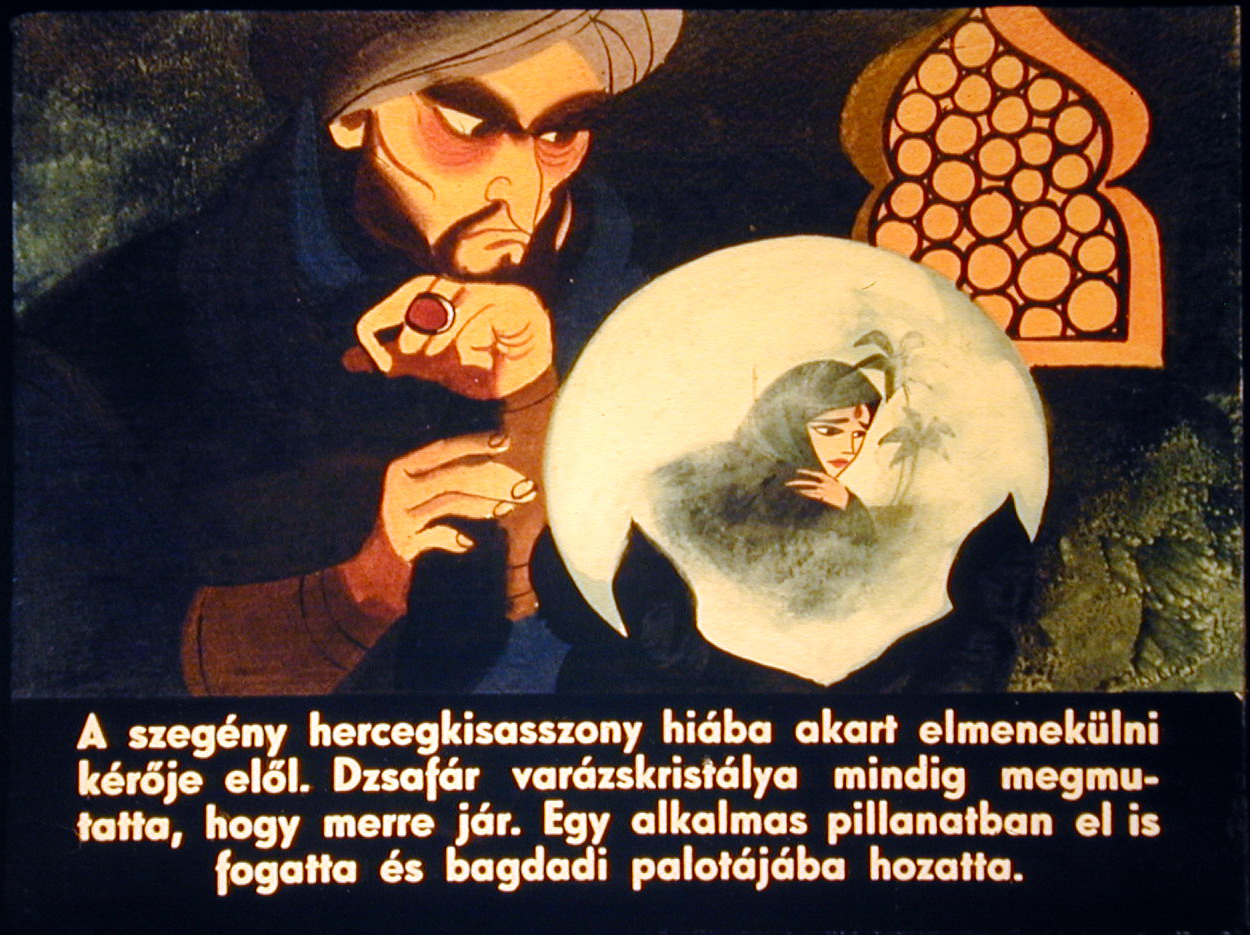 A szegény hercegkisasszony hiába akart elmenekülni
kérője elől. Dzsafár varázskristálya mindig megmu-
tatta, hogy merre jár. Egy alkalmas pillanatban el is
fogatta és bagdadi palotájába hozatta.